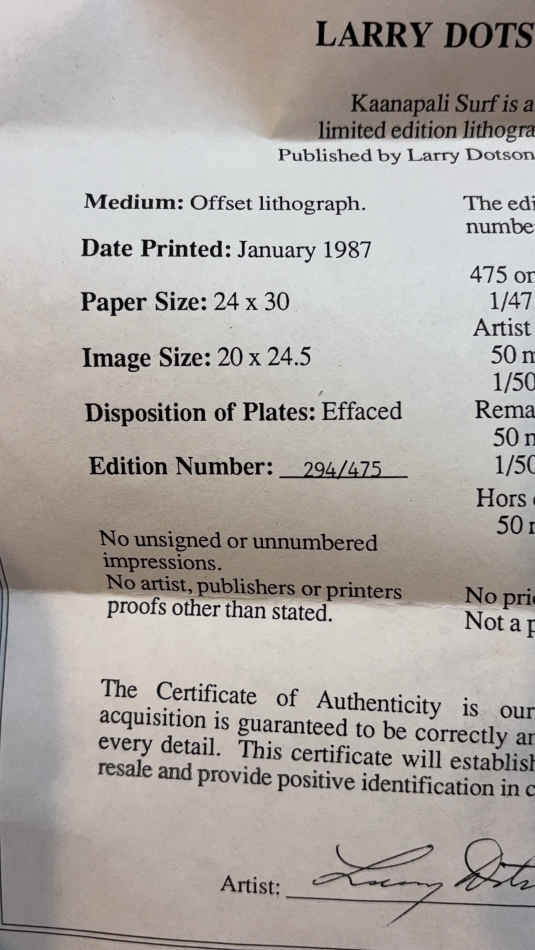 LARRY DOTS
Kaanapali Surf is a
limited edition lithogra
Published by Larry Dotson
Medium: Offset lithograph.
Date Printed: January 1987
Paper Size: 24 x 30
Image Size: 20 x 24.5
Disposition of Plates: Effaced
Edition Number: 294/475
No unsigned or unnumbered
impressions.
No artist, publishers or printers
proofs other than stated.
The edi
number
475 or
1/47
Artist
50 n
1/50
Rema
50 n
1/50
Hors
50
No pri
Not a p
The Certificate of Authenticity is our
acquisition is guaranteed to be correctly an
every detail. This certificate will establish
resale and provide positive identification in c
Artist: Larry Dots